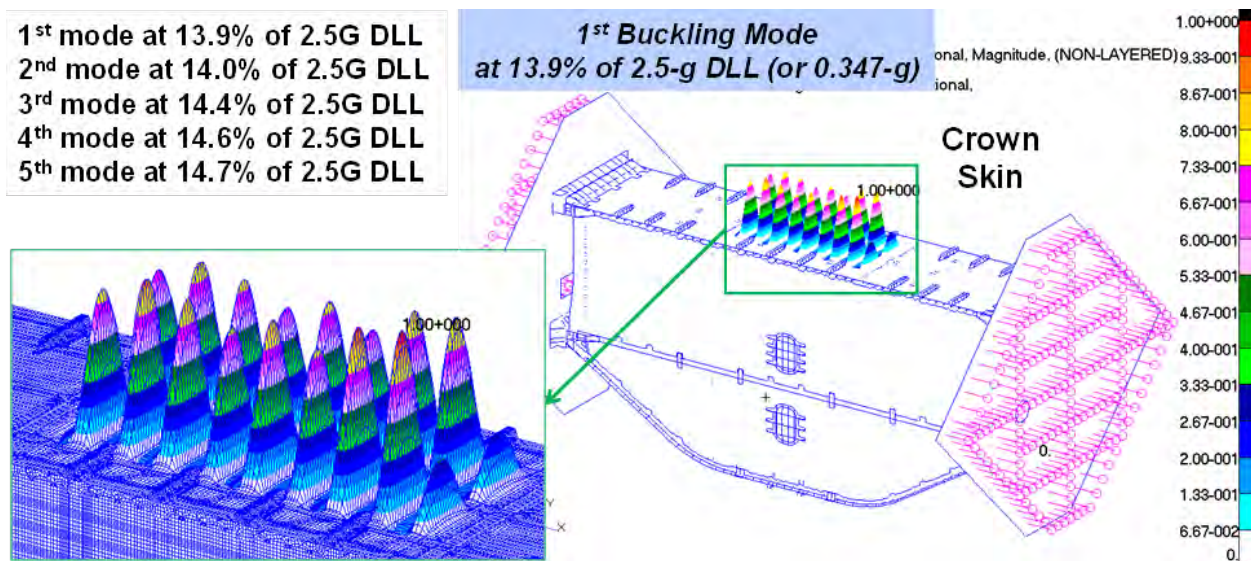 1st mode at 13.9% of 2.5G DLL
2nd mode at 14.0% of 2.5G DLL
3rd mode at 14.4% of 2.5G DLL
4th mode at 14.6% of 2.5G DLL
5th mode at 14.7% of 2.5G DLL
1st Buckling Mode
at 13.9% of 2.5-g DLL (or 0.347-g)
onal, Magnitude, (NON-LAYERED)
ional,
Crown
Skin
1.00+000
1.00+000
0.
Y
X
1.00+000
9.33-001
8.67-001
8.00-001
7.33-001
6.67-001
6.00-001
5.33-001
4.67-001
4.00-001
3.33-001
2.67-001
2.00-001
1.33-001
6.67-002
0.